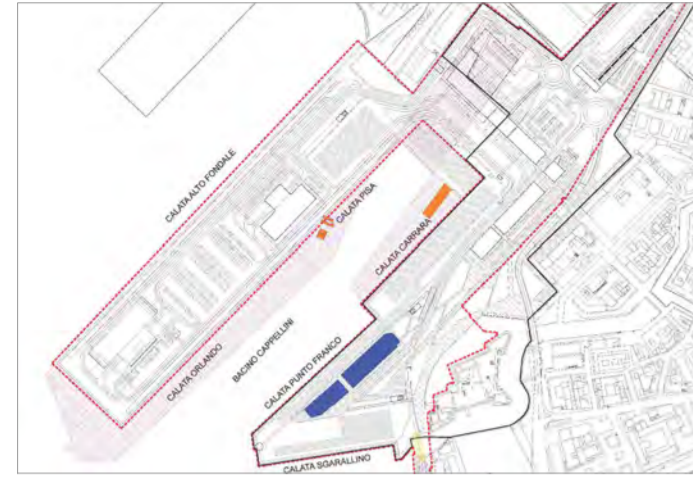 CALATA ALTO FONDALE
CALATA PISA
CALATA CARRARA
BACINO CAPPELLINI
CALATA ORLANDO
CALATA PUNTO FRANCO
CALATA SGARALLINO